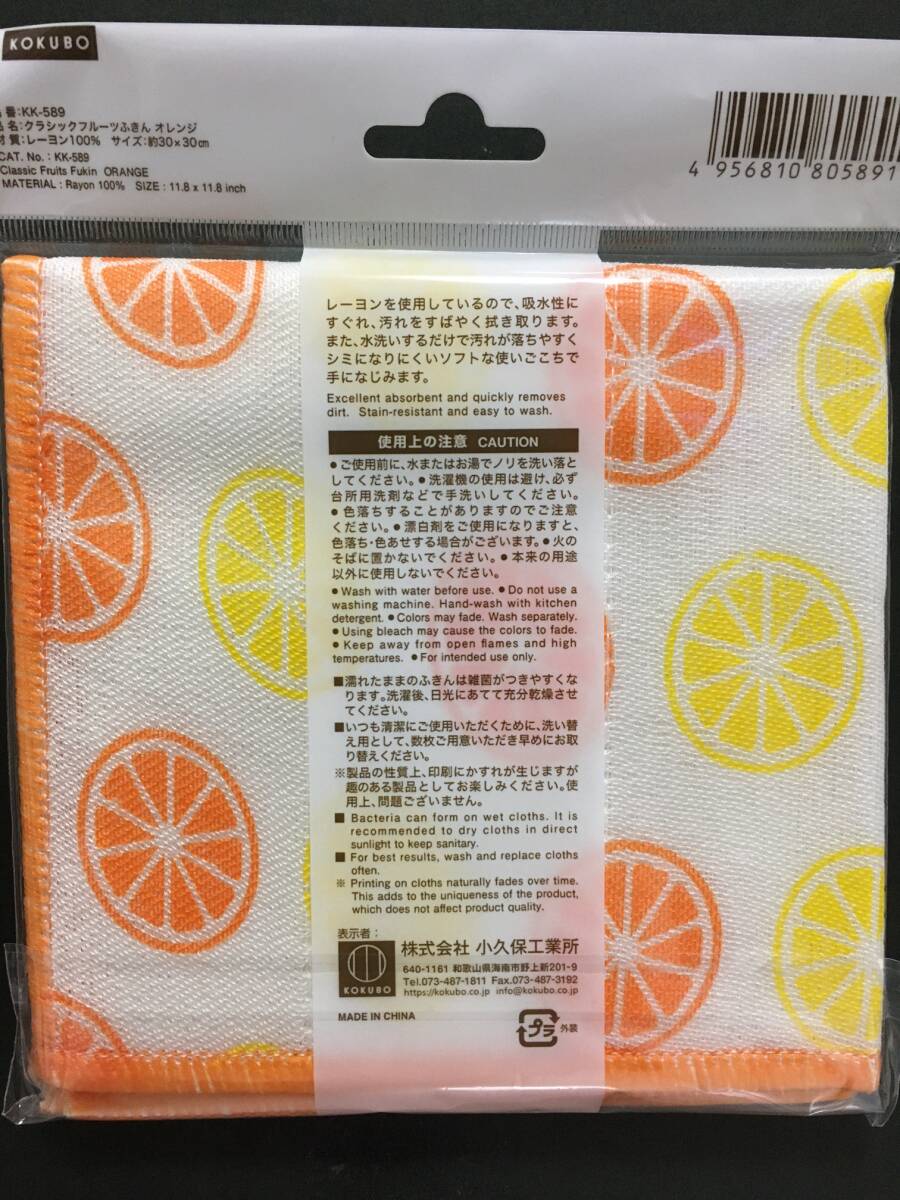 KOKUBO
番:KK-589
名:クラシックフルーツふきん オレンジ
質:レーヨン100% サイズ:約30×30㎝
CAT. No. : KK-589
Classic Fruits Fukin ORANGE
MATERIAL : Rayon 100% SIZE : 11.8 x 11.8 inch
4 956810 805891
レーヨンを使用しているので、吸水性に
すぐれ、汚れをすばやく拭き取ります。
また、水洗いするだけで汚れが落ちやすく
シミになりにくいソフトな使いごこちで
手になじみます。
Excellent absorbent and quickly removes
dirt. Stain-resistant and easy to wash.
使用上の注意 CAUTION
●ご使用前に、水またはお湯でノリを洗い落と
してください。●洗濯機の使用は避け、必ず
台所用洗剤などで手洗いしてください。
●色落ちすることがありますのでご注意
ください。●漂白剤をご使用になりますと、
色落ち・色あせする場合がございます。●火の
そばに置かないでください。●本来の用途
以外に使用しないでください。
●Wash with water before use. ●Do not use a
washing machine. Hand-wash with kitchen
detergent. ●Colors may fade. Wash separately.
●Using bleach may cause the colors to fade.
●Keep away from open flames and high
temperatures. ●For intended use only.
■濡れたままのふきんは雑菌がつきやすくな
ります。洗濯後、日光にあてて充分乾燥させ
てください。
■いつも清潔にご使用いただくために、洗い替
え用として、数枚ご用意いただき早めにお取
り替えください。
※製品の性質上、印刷にかすれが生じますが
趣のある製品としてお楽しみください。使
用上、問題ございません。
■ Bacteria can form on wet cloths. It is
recommended to dry cloths in direct
sunlight to keep sanitary.
■ For best results, wash and replace cloths
often.
※ Printing on cloths naturally fades over time.
This adds to the uniqueness of the product,
which does not affect product quality.
表示者:
KOKUBO
株式会社 小久保工業所
640-1161 和歌山県海南市野上新201-9
Tel.073-487-1811 Fax.073-487-3192
https://kokubo.co.jp info@kokubo.co.jp
MADE IN CHINA
プラ 外装